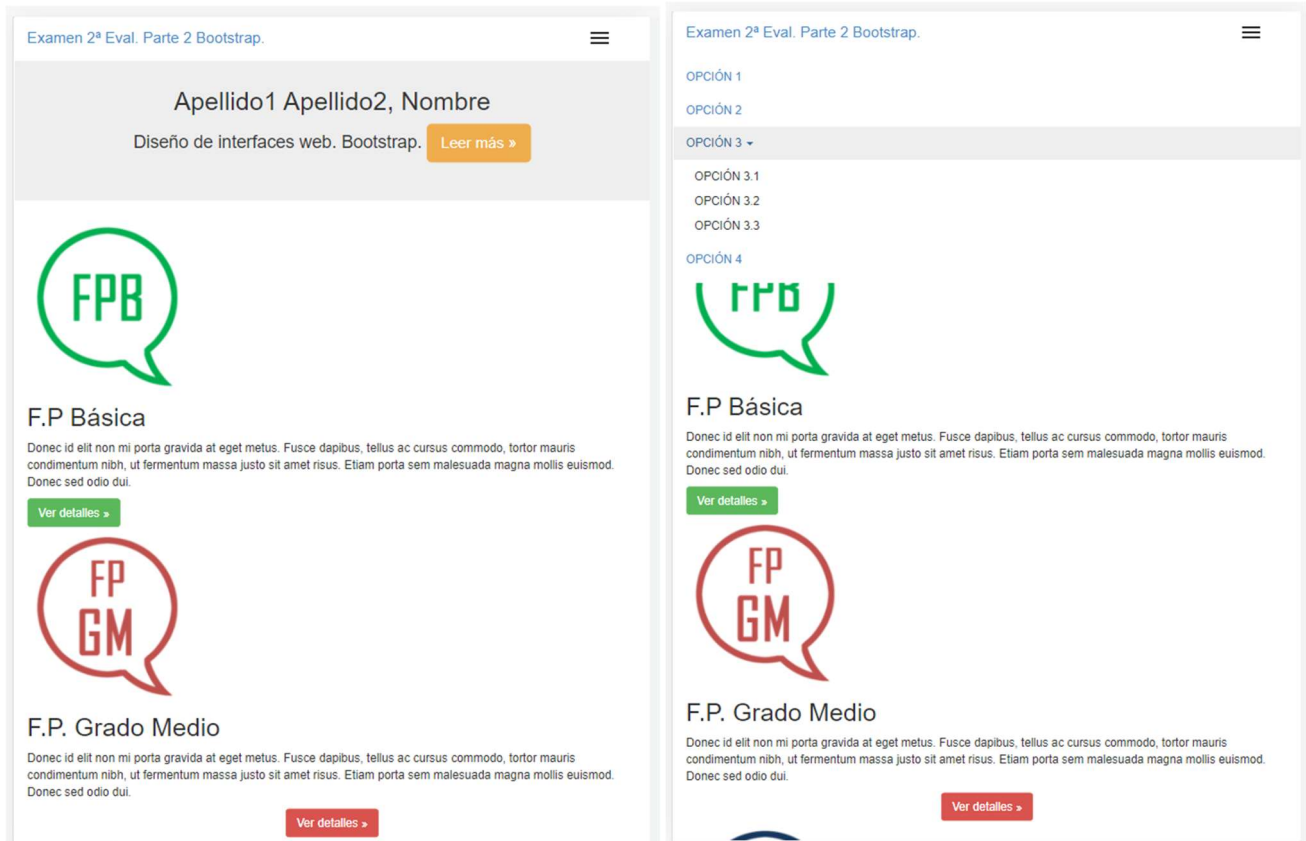 Examen 2ª Eval. Parte 2 Bootstrap.
Apellido1 Apellido2, Nombre
Diseño de interfaces web. Bootstrap. Leer más »
FPB
F.P Básica
Donec id elit non mi porta gravida at eget metus. Fusce dapibus, tellus ac cursus commodo, tortor mauris
condimentum nibh, ut fermentum massa justo sit amet risus. Etiam porta sem malesuada magna mollis euismod.
Donec sed odio dui.
Ver detalles »
FP
GM
F.P. Grado Medio
Donec id elit non mi porta gravida at eget metus. Fusce dapibus, tellus ac cursus commodo, tortor mauris
condimentum nibh, ut fermentum massa justo sit amet risus. Etiam porta sem malesuada magna mollis euismod.
Donec sed odio dui.
Ver detalles »
Examen 2ª Eval. Parte 2 Bootstrap.
OPCIÓN 1
OPCIÓN 2
OPCIÓN 3
OPCIÓN 3.1
OPCIÓN 3.2
OPCIÓN 3.3
OPCIÓN 4
FPB
F.P Básica
Donec id elit non mi porta gravida at eget metus. Fusce dapibus, tellus ac cursus commodo, tortor mauris
condimentum nibh, ut fermentum massa justo sit amet risus. Etiam porta sem malesuada magna mollis euismod.
Donec sed odio dui.
Ver detalles »
FP
GM
F.P. Grado Medio
Donec id elit non mi porta gravida at eget metus. Fusce dapibus, tellus ac cursus commodo, tortor mauris
condimentum nibh, ut fermentum massa justo sit amet risus. Etiam porta sem malesuada magna mollis euismod.
Donec sed odio dui.
Ver detalles »